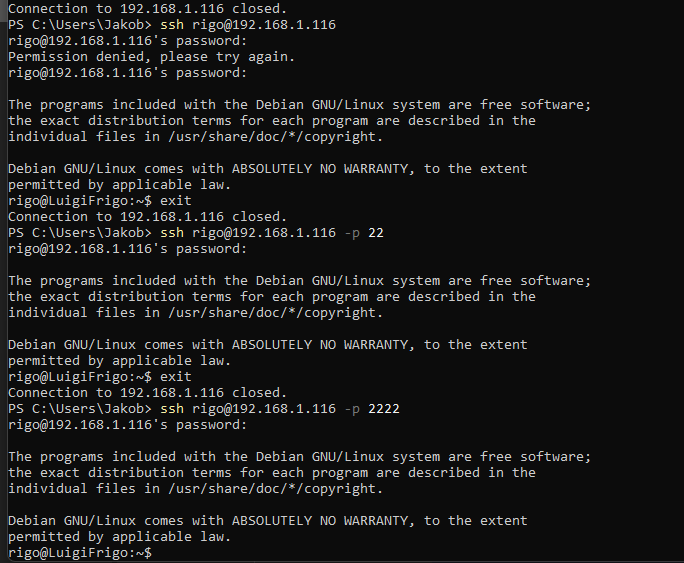 Connection to 192.168.1.116 closed.
PS C:\Users\Jakob> ssh rigo@192.168.1.116
rigo@192.168.1.116's password:
Permission denied, please try again.
rigo@192.168.1.116's password:

The programs included with the Debian GNU/Linux system are free software;
the exact distribution terms for each program are described in the
individual files in /usr/share/doc/*/copyright.

Debian GNU/Linux comes with ABSOLUTELY NO WARRANTY, to the extent
permitted by applicable law.
rigo@LuigiFrigo:~$ exit
Connection to 192.168.1.116 closed.
PS C:\Users\Jakob> ssh rigo@192.168.1.116 -p 22
rigo@192.168.1.116's password:

The programs included with the Debian GNU/Linux system are free software;
the exact distribution terms for each program are described in the
individual files in /usr/share/doc/*/copyright.

Debian GNU/Linux comes with ABSOLUTELY NO WARRANTY, to the extent
permitted by applicable law.
rigo@LuigiFrigo:~$ exit
Connection to 192.168.1.116 closed.
PS C:\Users\Jakob> ssh rigo@192.168.1.116 -p 2222
rigo@192.168.1.116's password:

The programs included with the Debian GNU/Linux system are free software;
the exact distribution terms for each program are described in the
individual files in /usr/share/doc/*/copyright.

Debian GNU/Linux comes with ABSOLUTELY NO WARRANTY, to the extent
permitted by applicable law.
rigo@LuigiFrigo:~$